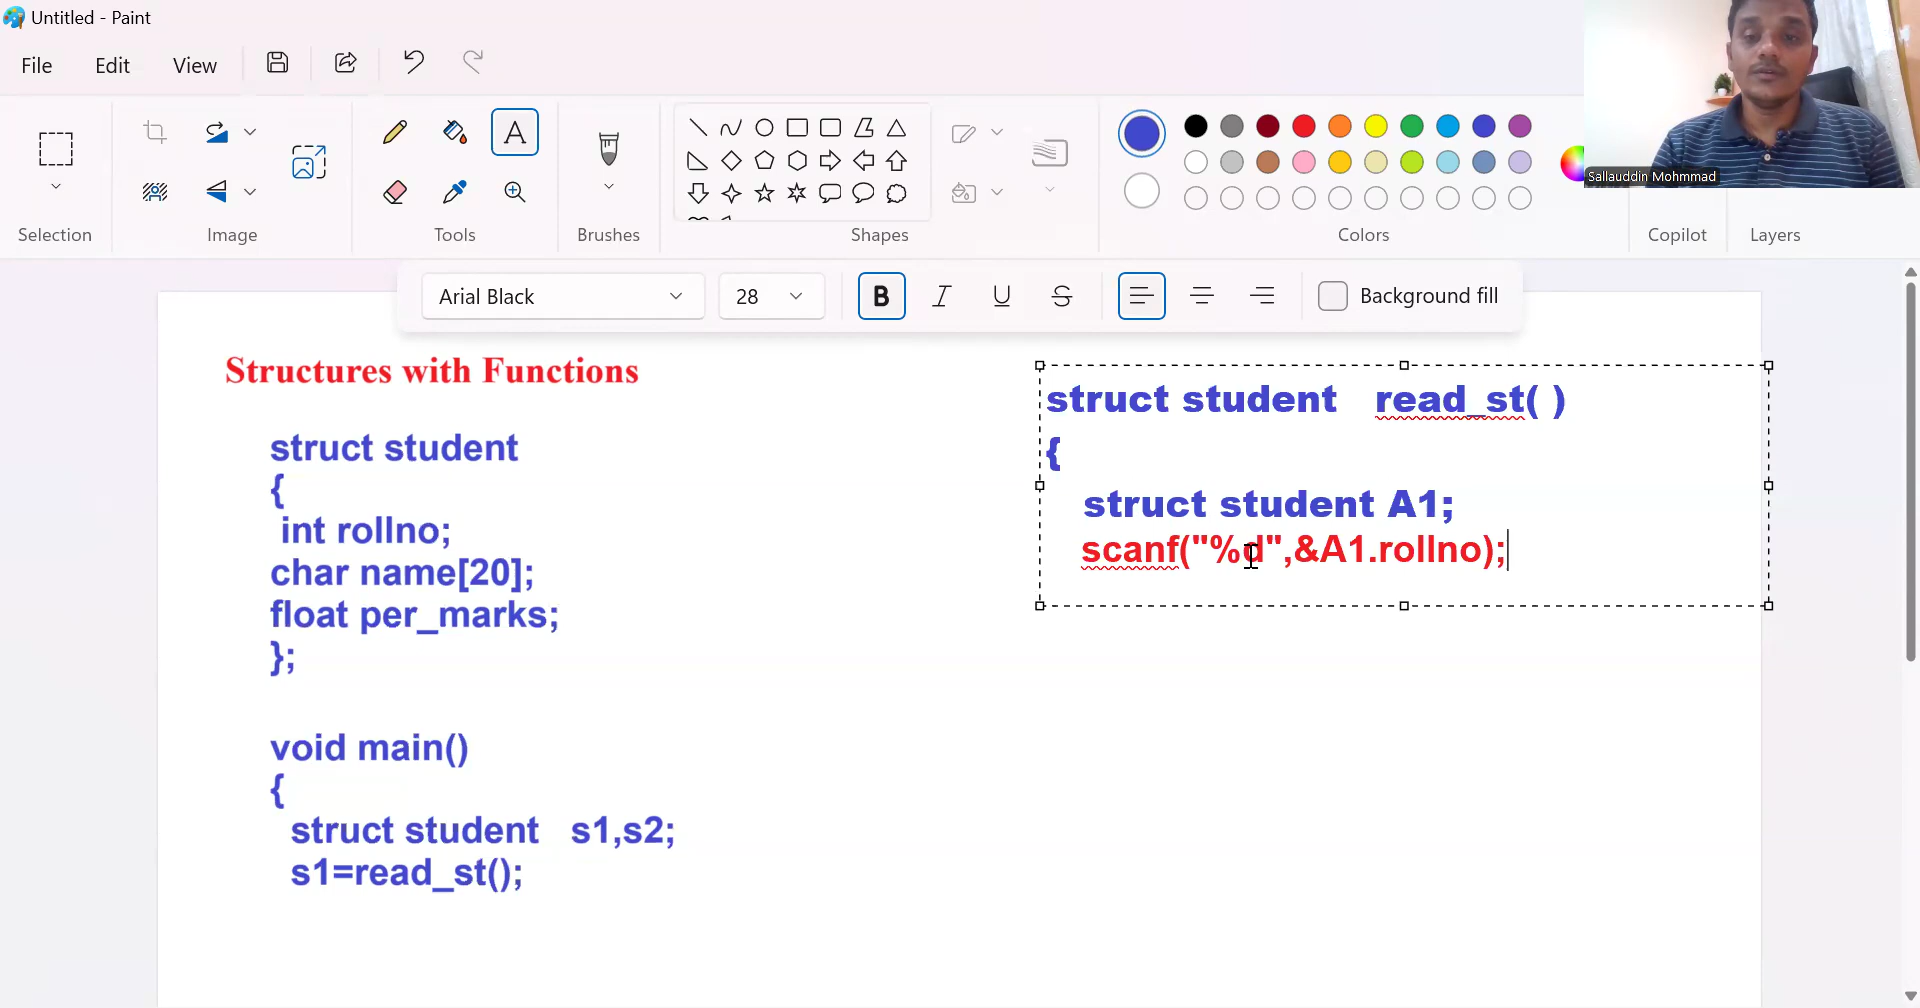 Untitled - Paint
File Edit View
Selection Image Tools Brushes Shapes Colors Copilot Layers
Sallauddin Mohmmad
Arial Black 28 B I U S Background fill
Structures with Functions
struct student
{
int rollno;
char name[20];
float per_marks;
};
void main()
{
struct student s1,s2;
s1=read_st();
struct student read_st( )
{
struct student A1;
scanf("%d",&A1.rollno);